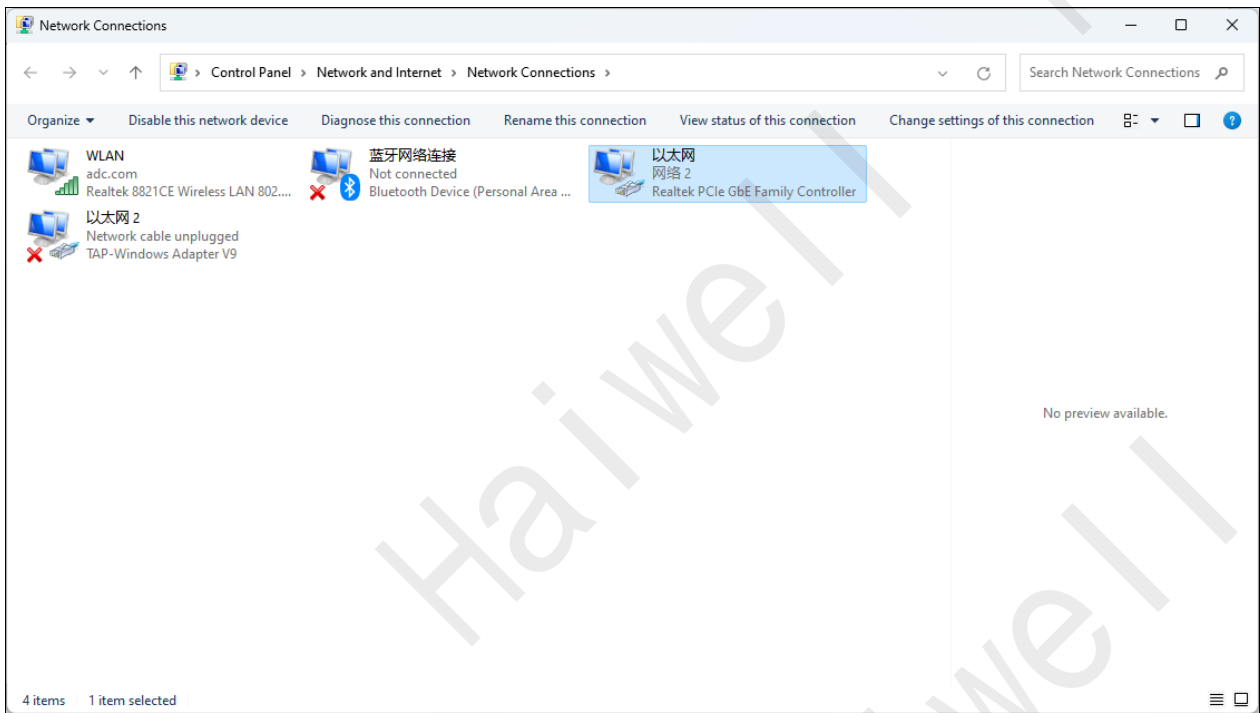 Network Connections
Control Panel > Network and Internet > Network Connections >
Search Network Connections
Organize
Disable this network device
Diagnose this connection
Rename this connection
View status of this connection
Change settings of this connection
WLAN
adc.com
Realtek 8821CE Wireless LAN 802....
蓝牙网络连接
Not connected
Bluetooth Device (Personal Area ...
以太网
网络 2
Realtek PCIe GbE Family Controller
以太网 2
Network cable unplugged
TAP-Windows Adapter V9
No preview available.
4 items
1 item selected
Haiwell